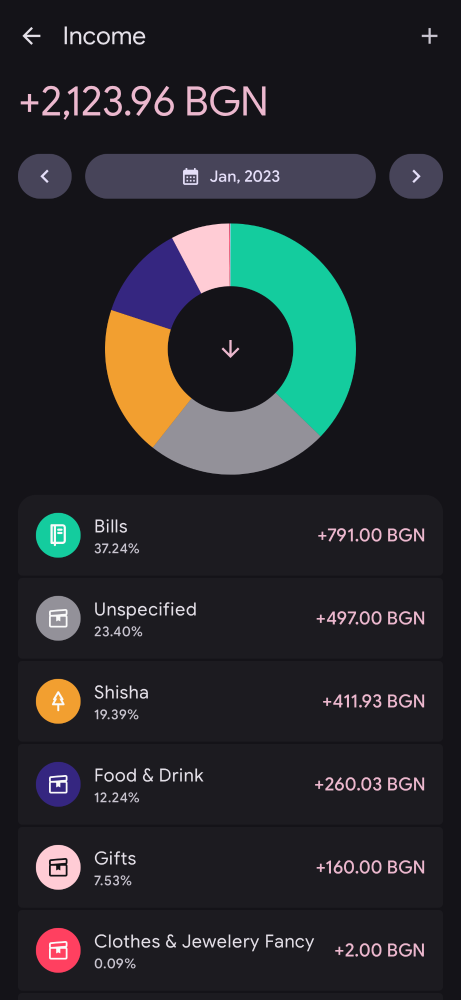 Income
+2,123.96 BGN
Jan, 2023
Bills
37.24%
+791.00 BGN
Unspecified
23.40%
+497.00 BGN
Shisha
19.39%
+411.93 BGN
Food & Drink
12.24%
+260.03 BGN
Gifts
7.53%
+160.00 BGN
Clothes & Jewelery Fancy
0.09%
+2.00 BGN